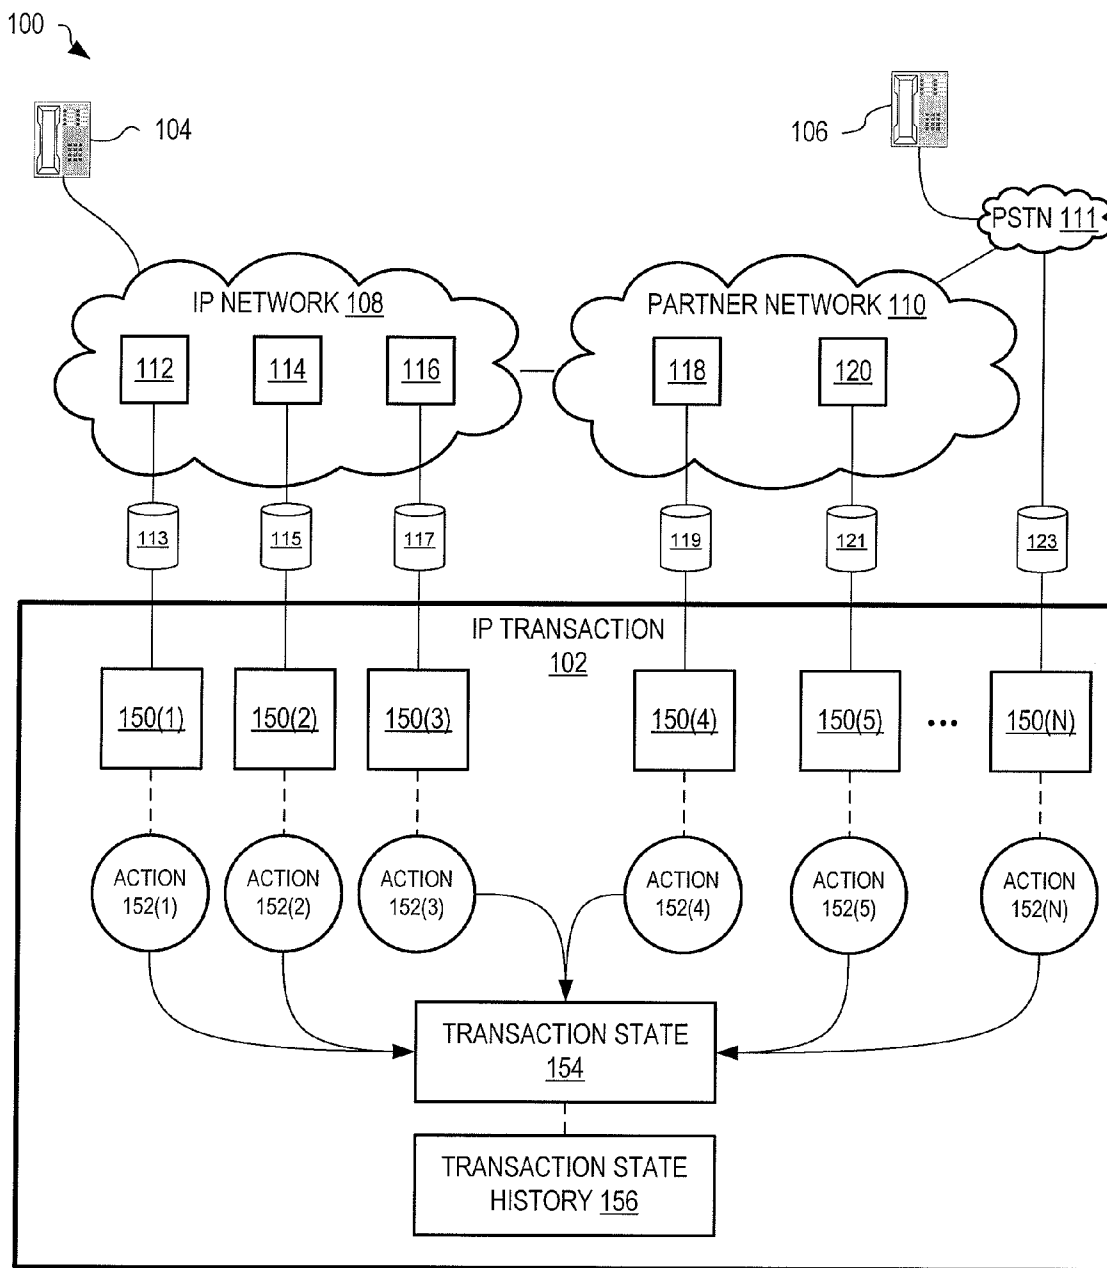 100
104
106
PSTN 111
IP NETWORK 108
PARTNER NETWORK 110
112
114
116
118
120
113
115
117
119
121
123
IP TRANSACTION
102
150(1)
150(2)
150(3)
150(4)
150(5)
...
150(N)
ACTION
152(1)
ACTION
152(2)
ACTION
152(3)
ACTION
152(4)
ACTION
152(5)
ACTION
152(N)
TRANSACTION STATE
154
TRANSACTION STATE
HISTORY 156